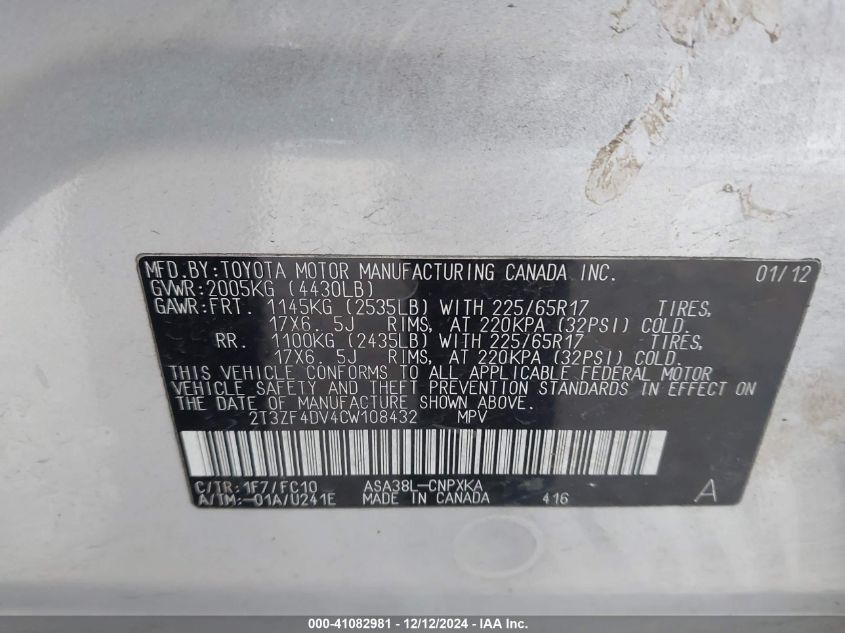 MFD.BY:TOYOTA MOTOR MANUFACTURING CANADA INC. 01/12
GVWR:2005KG (4430LB)
GAWR:FRT. 1145KG (2535LB) WITH 225/65R17 TIRES,
17X6. 5J RIMS, AT 220KPA (32PSI) COLD.
RR. 1100KG (2435LB) WITH 225/65R17 TIRES,
17X6. 5J RIMS, AT 220KPA (32PSI) COLD.
THIS VEHICLE CONFORMS TO ALL APPLICABLE FEDERAL MOTOR
VEHICLE SAFETY AND THEFT PREVENTION STANDARDS IN EFFECT ON
THE DATE OF MANUFACTURE SHOWN ABOVE.
2T3ZF4DV4CW108432 MPV
C/TR:1F7/FC10 ASA38L-CNPXKA
A/TM:-01A/U241E MADE IN CANADA 416 A
000-41082981 - 12/12/2024 - IAA Inc.